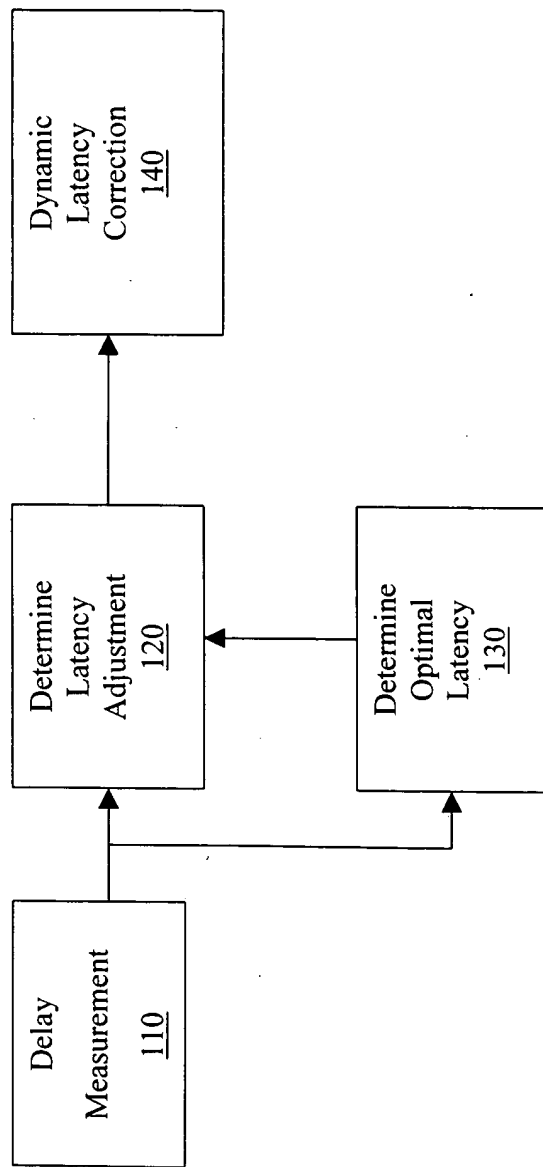 Delay
Measurement
110
Determine
Latency
Adjustment
120
Determine
Optimal
Latency
130
Dynamic
Latency
Correction
140